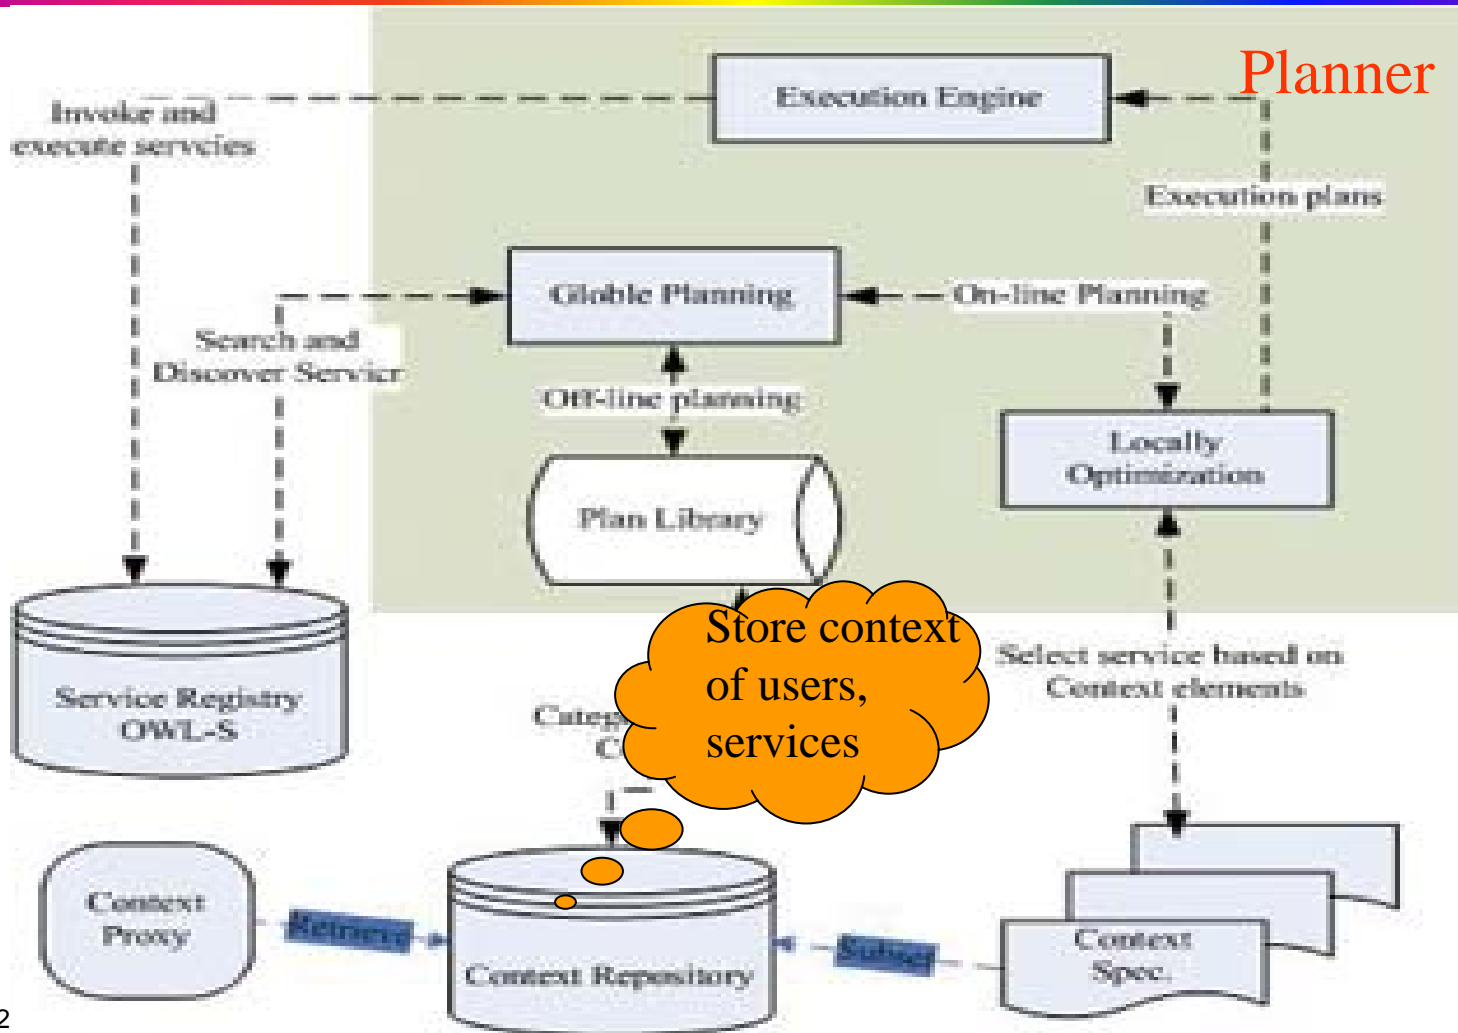 Planner
Execution Engine
Invoke and
execute servcies
Execution plans
Globle Planning
On-line Planning
Search and
Discover Servicr
Off-line planning
Locally
Optimization
Plan Library
Store context
of users,
services
Select service based on
Context elements
Service Registry
OWL-S
Context
Proxy
Retrieve
Context Repository
Subset
Context
Spec.
2